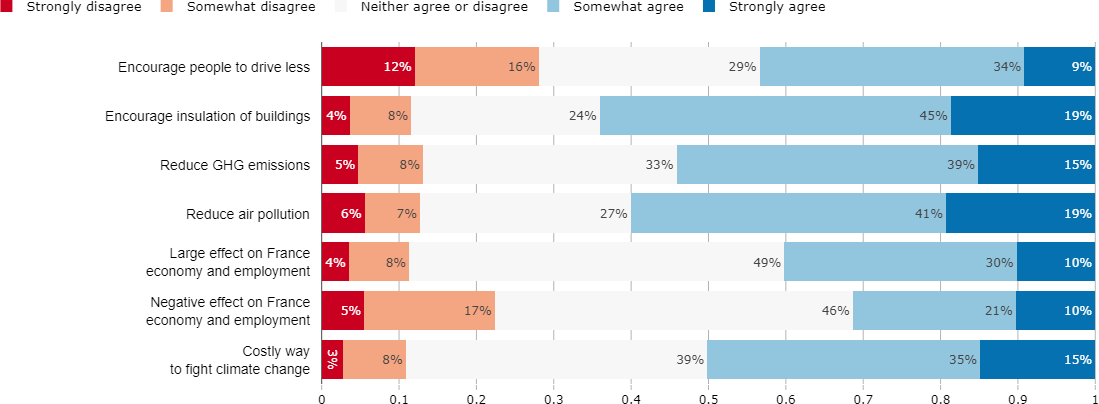 Strongly disagree Somewhat disagree Neither agree or disagree Somewhat agree Strongly agree
Encourage people to drive less 12% 16% 29% 34% 9%
Encourage insulation of buildings 4% 8% 24% 45% 19%
Reduce GHG emissions 5% 8% 33% 39% 15%
Reduce air pollution 6% 7% 27% 41% 19%
Large effect on France
economy and employment 4% 8% 49% 30% 10%
Negative effect on France
economy and employment 5% 17% 46% 21% 10%
Costly way
to fight climate change 3% 8% 39% 35% 15%
0 0.1 0.2 0.3 0.4 0.5 0.6 0.7 0.8 0.9 1